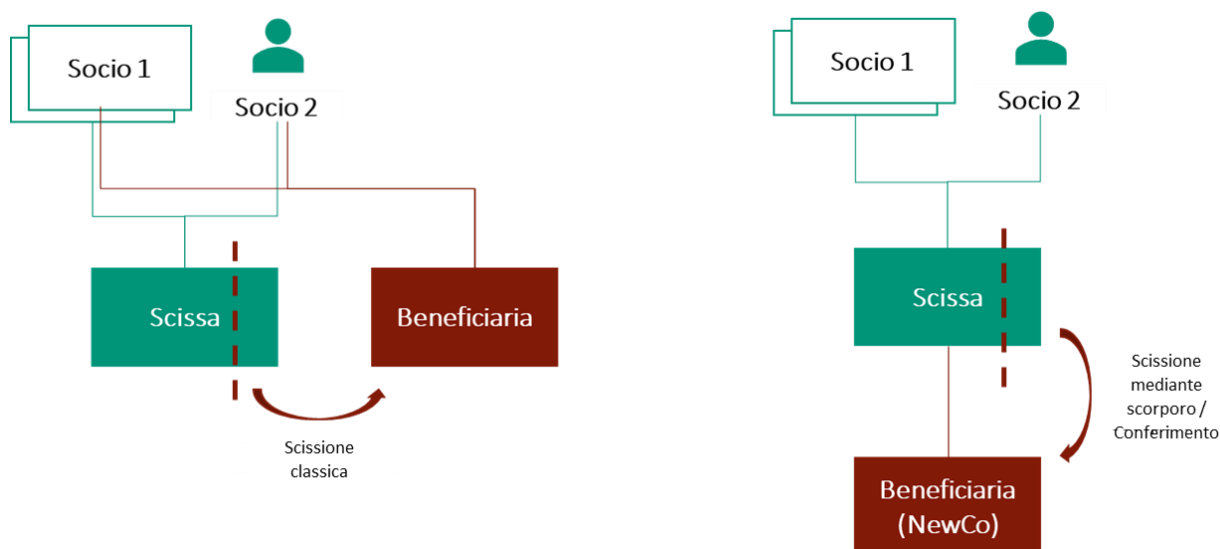 Socio 1
Socio 2
Scissa
Beneficiaria
Scissione
classica
Socio 1
Socio 2
Scissa
Scissione
mediante
scorporo /
Conferimento
Beneficiaria
(NewCo)